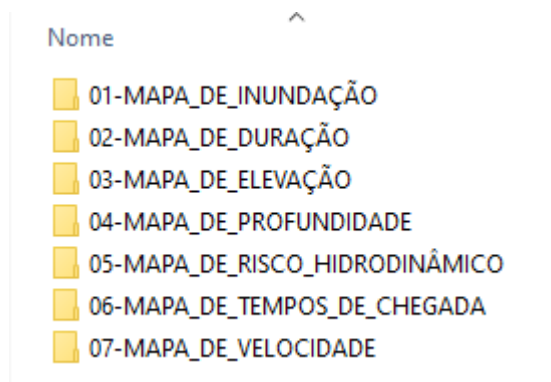 Nome
01-MAPA_DE_INUNDAÇÃO
02-MAPA_DE_DURAÇÃO
03-MAPA_DE_ELEVAÇÃO
04-MAPA_DE_PROFUNDIDADE
05-MAPA_DE_RISCO_HIDRODINÂMICO
06-MAPA_DE_TEMPOS_DE_CHEGADA
07-MAPA_DE_VELOCIDADE